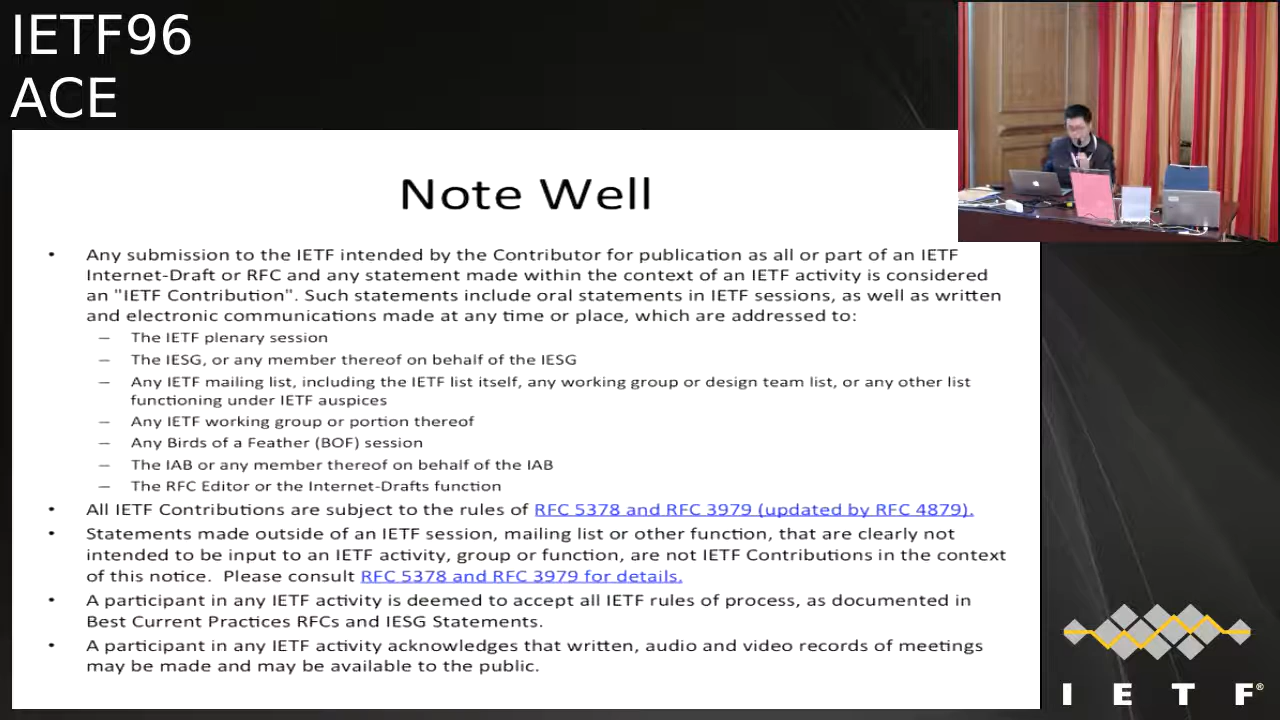 IETF96
ACE
Note Well
• Any submission to the IETF intended by the Contributor for publication as all or part of an IETF
Internet-Draft or RFC and any statement made within the context of an IETF activity is considered
an "IETF Contribution". Such statements include oral statements in IETF sessions, as well as written
and electronic communications made at any time or place, which are addressed to:
– The IETF plenary session
– The IESG, or any member thereof on behalf of the IESG
– Any IETF mailing list, including the IETF list itself, any working group or design team list, or any other list
functioning under IETF auspices
– Any IETF working group or portion thereof
– Any Birds of a Feather (BOF) session
– The IAB or any member thereof on behalf of the IAB
– The RFC Editor or the Internet-Drafts function
• All IETF Contributions are subject to the rules of RFC 5378 and RFC 3979 (updated by RFC 4879).
• Statements made outside of an IETF session, mailing list or other function, that are clearly not
intended to be input to an IETF activity, group or function, are not IETF Contributions in the context
of this notice.  Please consult RFC 5378 and RFC 3979 for details.
• A participant in any IETF activity is deemed to accept all IETF rules of process, as documented in
Best Current Practices RFCs and IESG Statements.
• A participant in any IETF activity acknowledges that written, audio and video records of meetings
may be made and may be available to the public.
I E T F®